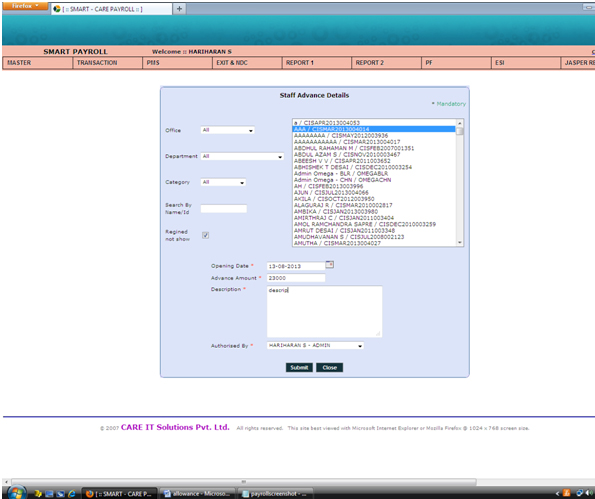 Firefox
[ :: SMART - CARE PAYROLL :: ]
SMART PAYROLL Welcome :: HARIHARAN S
MASTER TRANSACTION PMS EXIT & NDC REPORT 1 REPORT 2 PF ESI JASPER RE
Staff Advance Details
* Mandatory
Office All
Department All
Category All
Search By Name/Id
Regined not show
a / CISAPR2013004053
AAA / CISMAR2013004014
AAAAAAAA / CISMAY2012003936
AAAAAAAAAAA / CISMAR2013004017
ABDHUL RAHAMAN M / CISFEB2007001351
ABDUL AZAM S / CISNOV2010003467
ABEESH V V / CISAPR2011003652
ABHISHEK T DESAI / CISDEC2010003254
Admin Omega - BLR / OMEGABLR
Admin Omega - CHN / OMEGACHN
AH / CISFEB2013003996
AJUN / CISJUL2013004066
AKILA / CISOCT2012003950
ALAGURAJ R / CISMAR2010002817
AMBIKA / CISJAN2013003980
AMIRTHRAJ C / CISJAN2011003404
AMOL RAMCHANDRA SAPRE / CISDEC2010003259
AMRUT DESAI / CISJAN2011003348
AMUDHAVANAN S / CISJUL2008002123
AMUTHA / CISMAR2013004027
Opening Date * 13-08-2013
Advance Amount * 23000
Description * descrip
Authorised By * HARIHARAN S - ADMIN
Submit Close
© 2007 CARE IT Solutions Pvt. Ltd. All rights reserved. This site best viewed with Microsoft Internet Explorer or Mozilla Firefox @ 1024 x 768 screen size.
[ :: SMART - CARE P... allowance - Microso... payrollscreenshot - ...